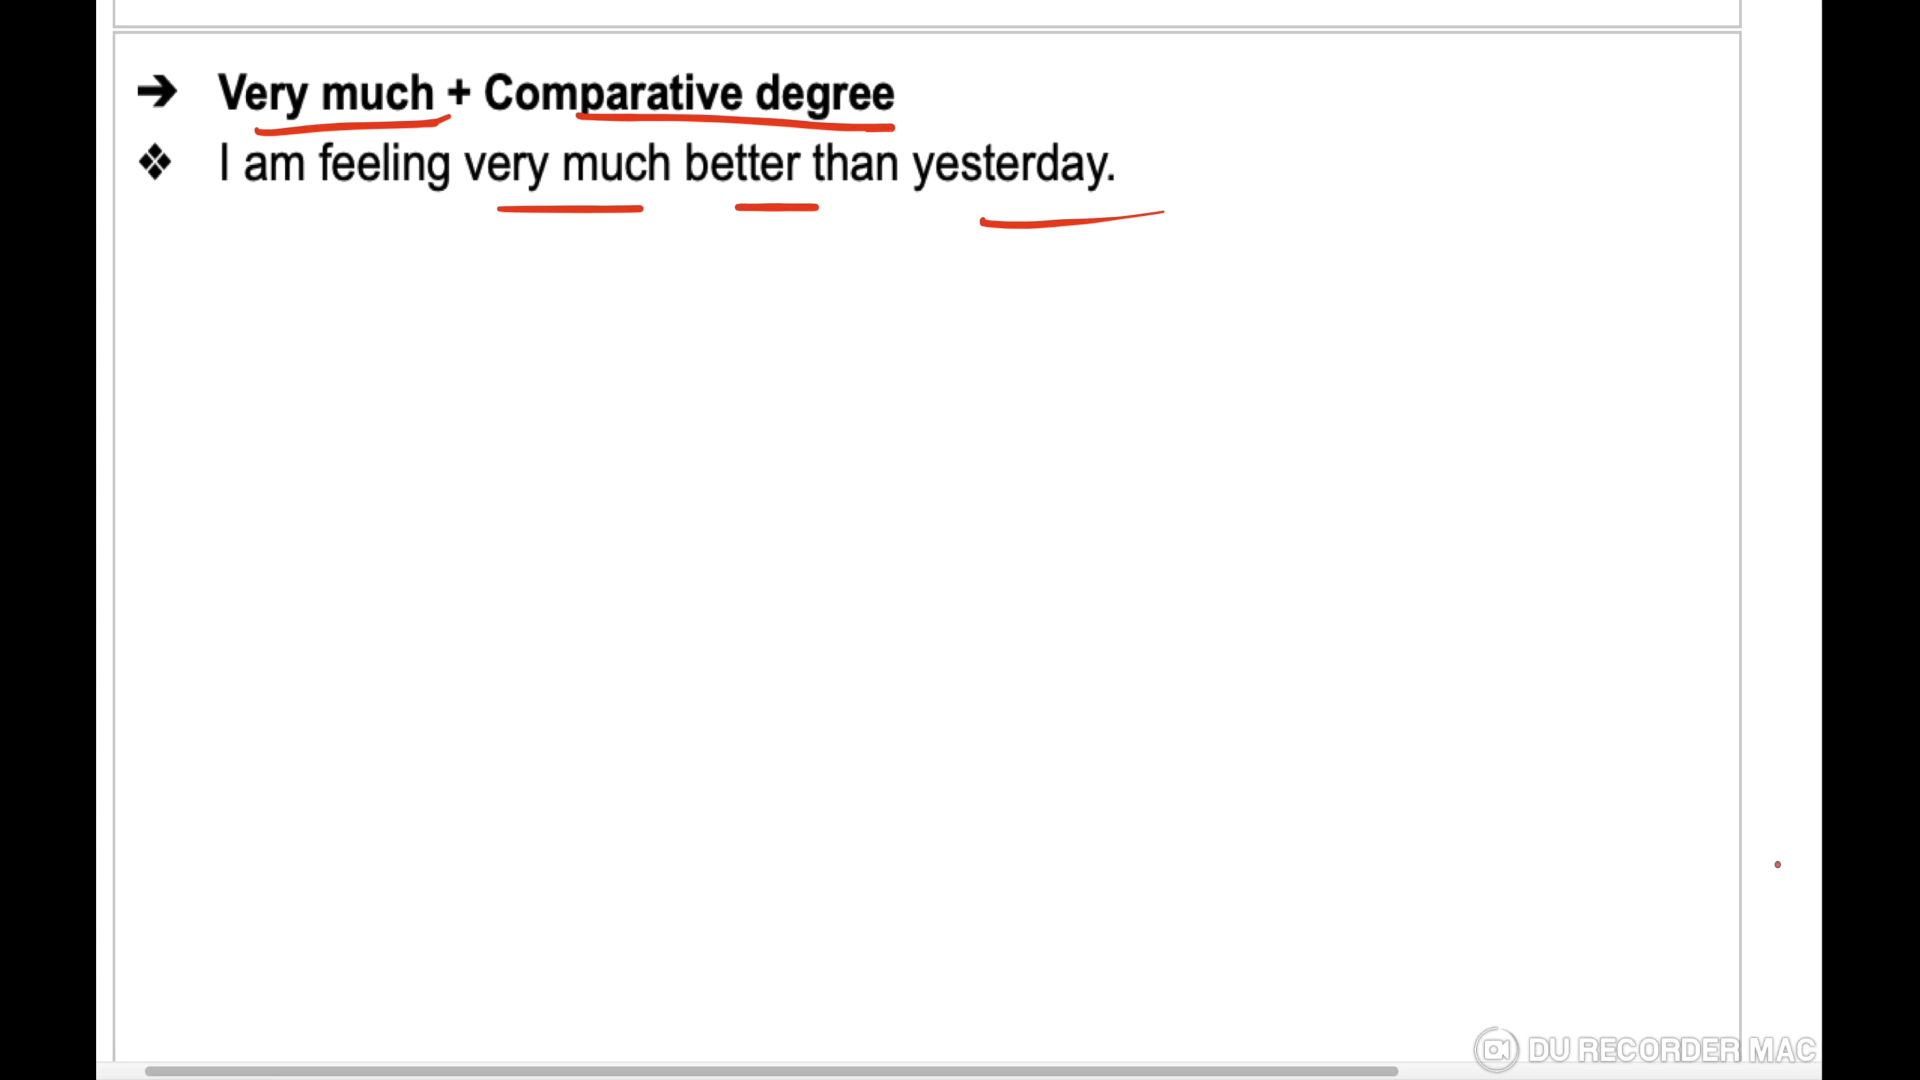 ➔ Very much + Comparative degree
❖ I am feeling very much better than yesterday.
DU RECORDER MAC